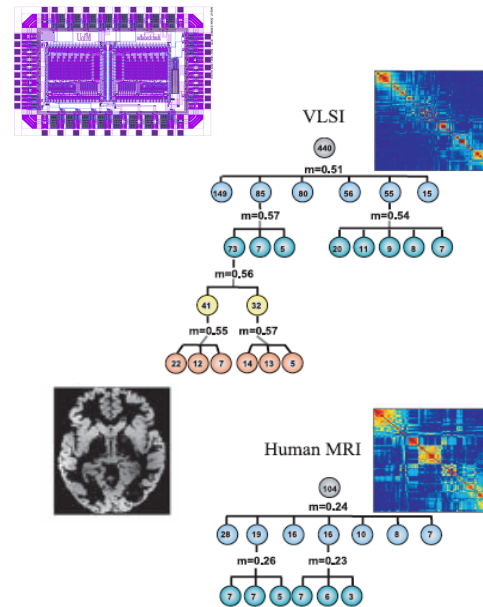 VLSI
440
m=0.51
149 85 80 56 55 15
m=0.57 m=0.54
73 7 5 20 11 9 8 7
m=0.56
41 32
m=0.55 m=0.57
22 12 7 14 13 5
Human MRI
104
m=0.24
28 19 16 16 10 8 7
m=0.26 m=0.23
7 7 5 7 6 3